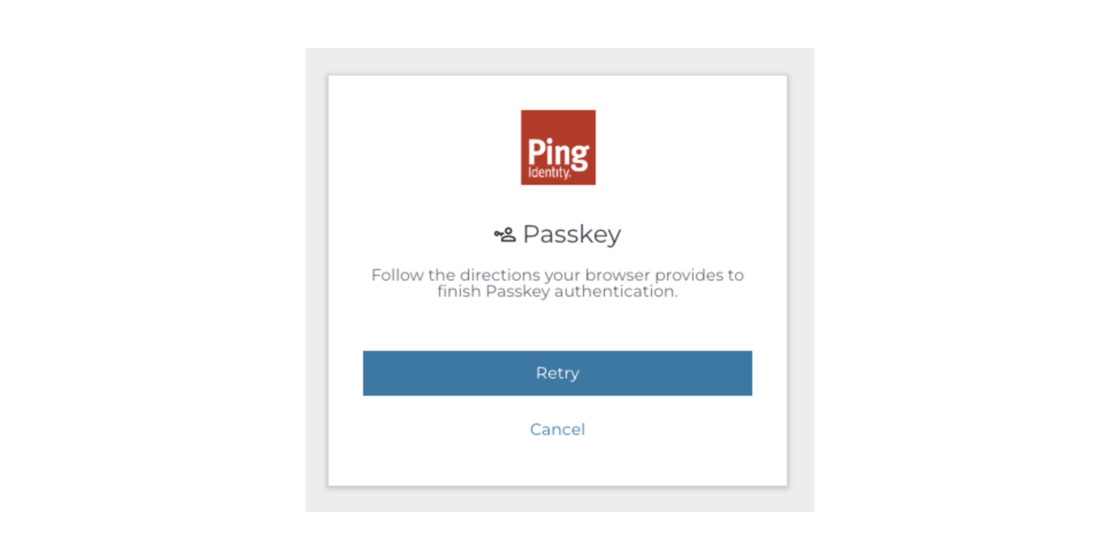 Ping
Identity.
Passkey
Follow the directions your browser provides to
finish Passkey authentication.
Retry
Cancel